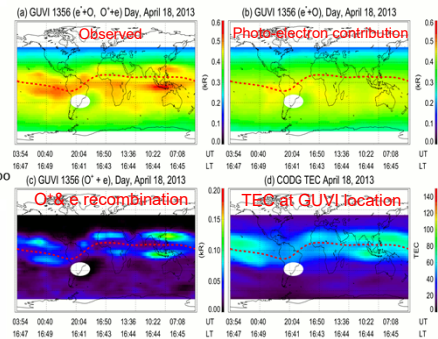 (a) GUVI 1356 (e*+O, O⁺+e) Day, April 18, 2013
Observed
0.6
0.5
0.4
0.3
0.2
0.1
0.0
(kR)
03:54 00:40 20:04 16:50 13:36 10:22 07:08 UT
16:47 16:49 16:41 16:43 16:44 16:44 16:45 LT
(b) GUVI 1356 (e*+O), Day, April 18, 2013
Photo-electron contribution
0.6
0.5
0.4
0.3
0.2
0.1
0.0
(kR)
03:54 00:40 20:04 16:50 13:36 10:22 07:08 UT
16:47 16:49 16:41 16:43 16:44 16:44 16:45 LT
(c) GUVI 1356 (O⁺ + e), Day, April 18, 2013
O⁺& e recombination
0.20
0.15
0.10
0.05
0.00
(kR)
03:54 00:40 20:04 16:50 13:36 10:22 07:08 UT
16:47 16:49 16:41 16:43 16:44 16:44 16:45 LT
(d) CODG TEC April 18, 2013
TEC at GUVI location
140
120
100
80
60
40
20
0
TEC
03:54 00:40 20:04 16:50 13:36 10:22 07:08 UT
16:47 16:49 16:41 16:43 16:44 16:44 16:45 LT